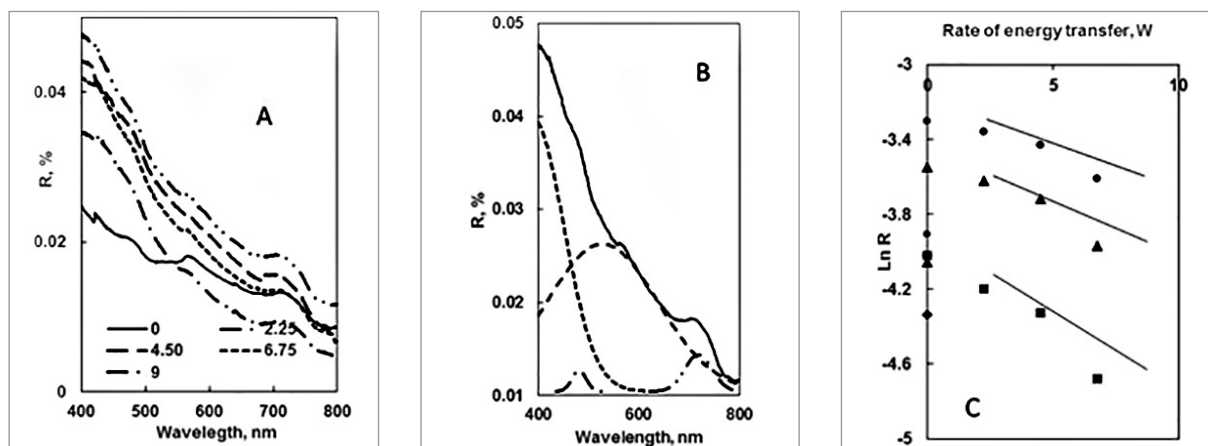 A
R, %
0.04
0.02
0
0
2.25
4.50
6.75
9
400 500 600 700 800
Wavelegth, nm
B
R, %
0.05
0.04
0.03
0.02
0.01
400 600 800
Wavelength, nm
Rate of energy transfer, W
0 5 10
Ln R
-3
-3.4
-3.8
-4.2
-4.6
-5
C